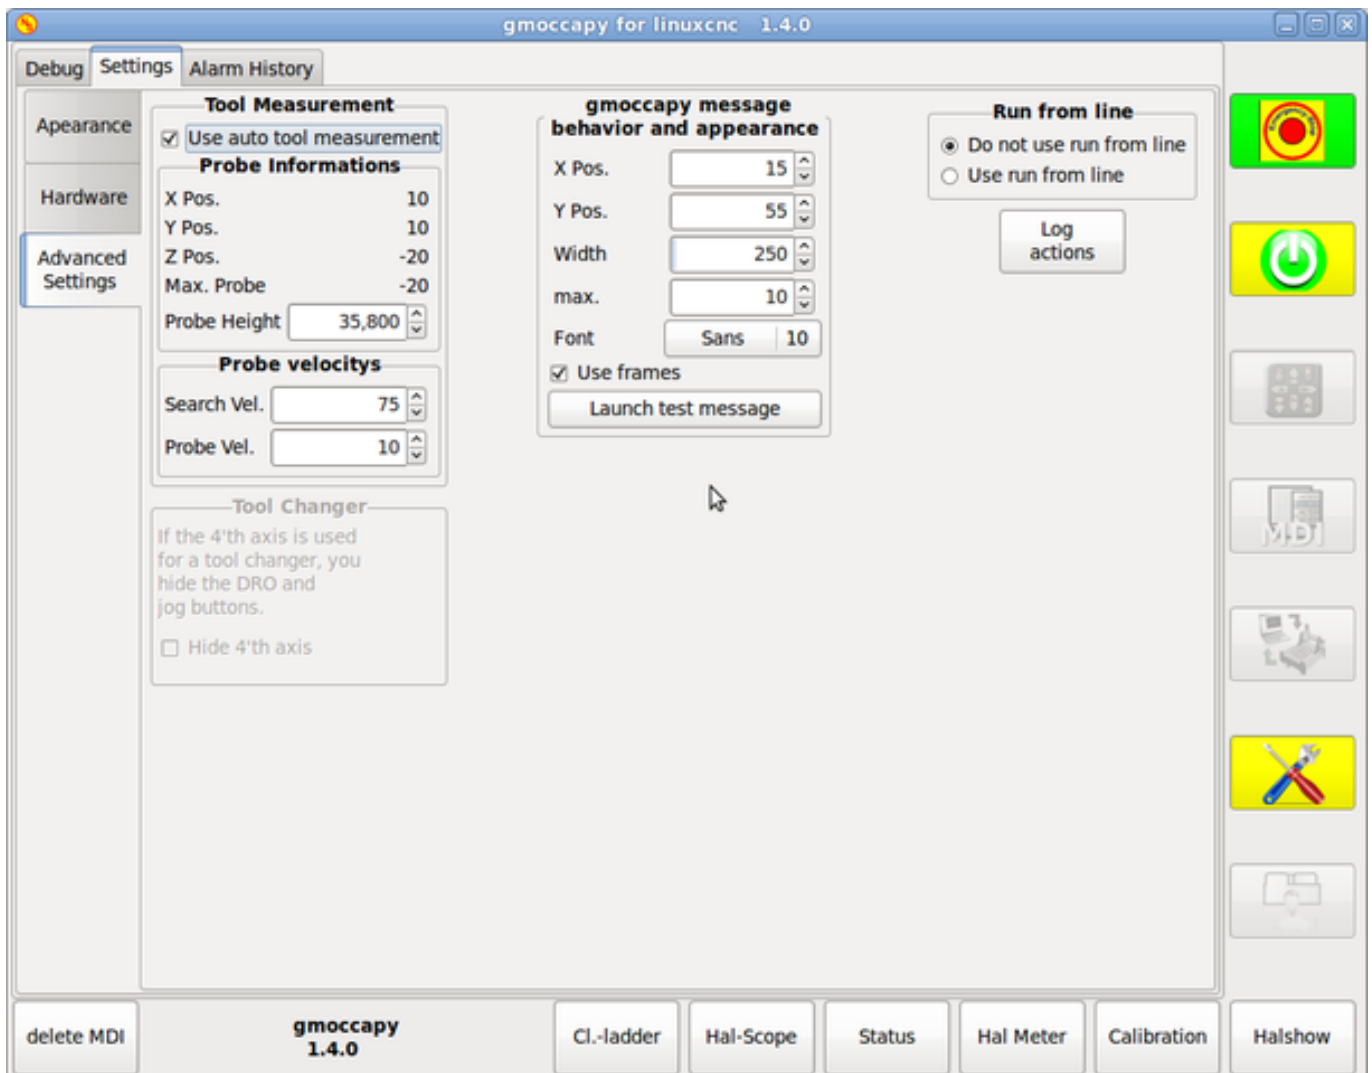 gmoccapy for linuxcnc 1.4.0
Debug Settings Alarm History
Apearance
Hardware
Advanced
Settings
Tool Measurement
Use auto tool measurement
Probe Informations
X Pos. 10
Y Pos. 10
Z Pos. -20
Max. Probe -20
Probe Height 35,800
Probe velocitys
Search Vel. 75
Probe Vel. 10
Tool Changer
If the 4'th axis is used
for a tool changer, you
hide the DRO and
jog buttons.
Hide 4'th axis
gmoccapy message
behavior and appearance
X Pos. 15
Y Pos. 55
Width 250
max. 10
Font Sans 10
Use frames
Launch test message
Run from line
Do not use run from line
Use run from line
Log
actions
MDI
delete MDI
gmoccapy
1.4.0
Cl.-ladder
Hal-Scope
Status
Hal Meter
Calibration
Halshow